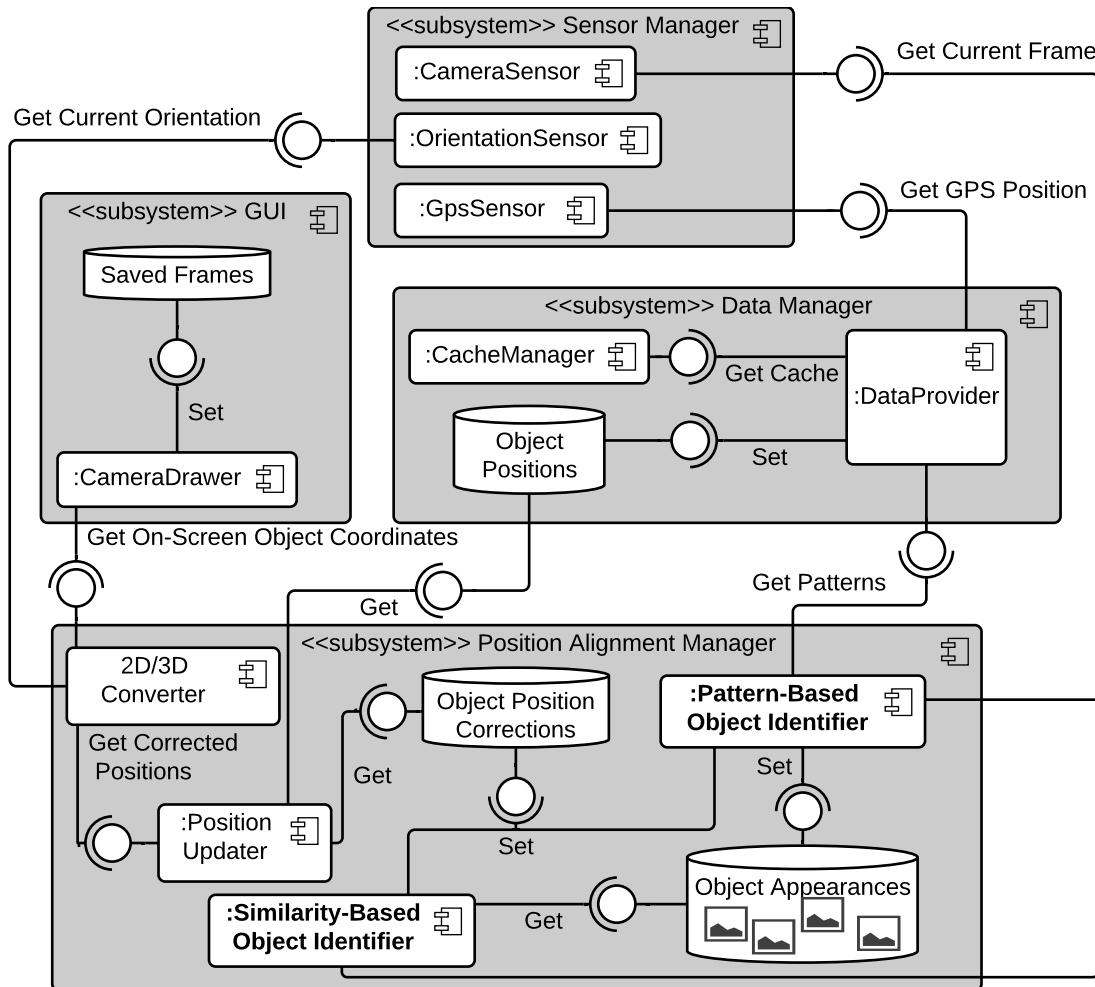 <<subsystem>> Sensor Manager
:CameraSensor
Get Current Frame
Get Current Orientation
:OrientationSensor
:GpsSensor
Get GPS Position
<<subsystem>> GUI
Saved Frames
Set
:CameraDrawer
<<subsystem>> Data Manager
:CacheManager
Get Cache
:DataProvider
Object
Positions
Set
Get On-Screen Object Coordinates
Get
Get Patterns
<<subsystem>> Position Alignment Manager
2D/3D
Converter
Object Position
Corrections
:Pattern-Based
Object Identifier
Get Corrected
Positions
Get
Set
:Position
Updater
Set
Object Appearances
:Similarity-Based
Object Identifier
Get